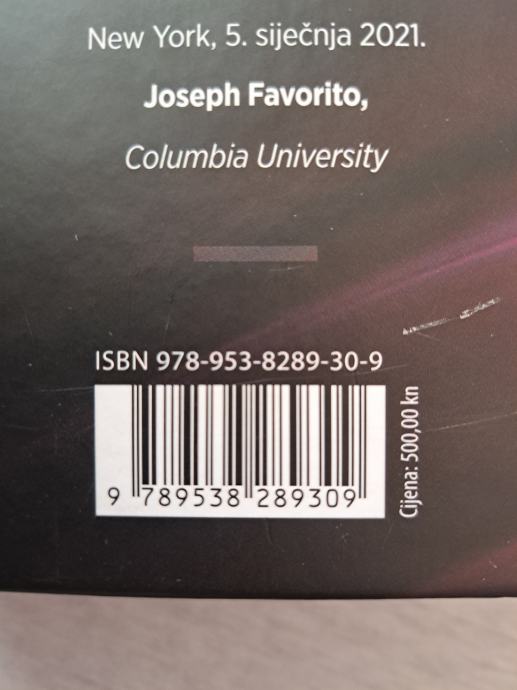 New York, 5. siječnja 2021.
Joseph Favorito,
Columbia University
ISBN 978-953-8289-30-9
9 789538 289309
Cijena: 500,00 kn